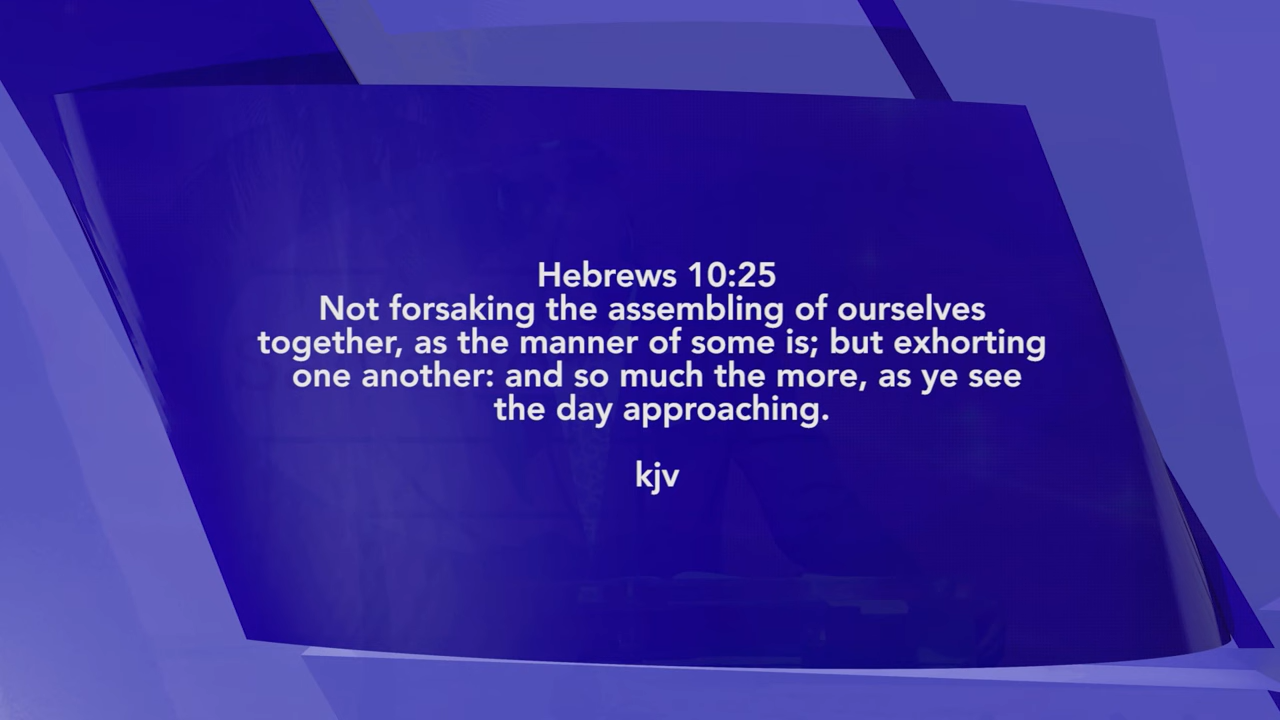 Hebrews 10:25
Not forsaking the assembling of ourselves
together, as the manner of some is; but exhorting
one another: and so much the more, as ye see
the day approaching.
kjv